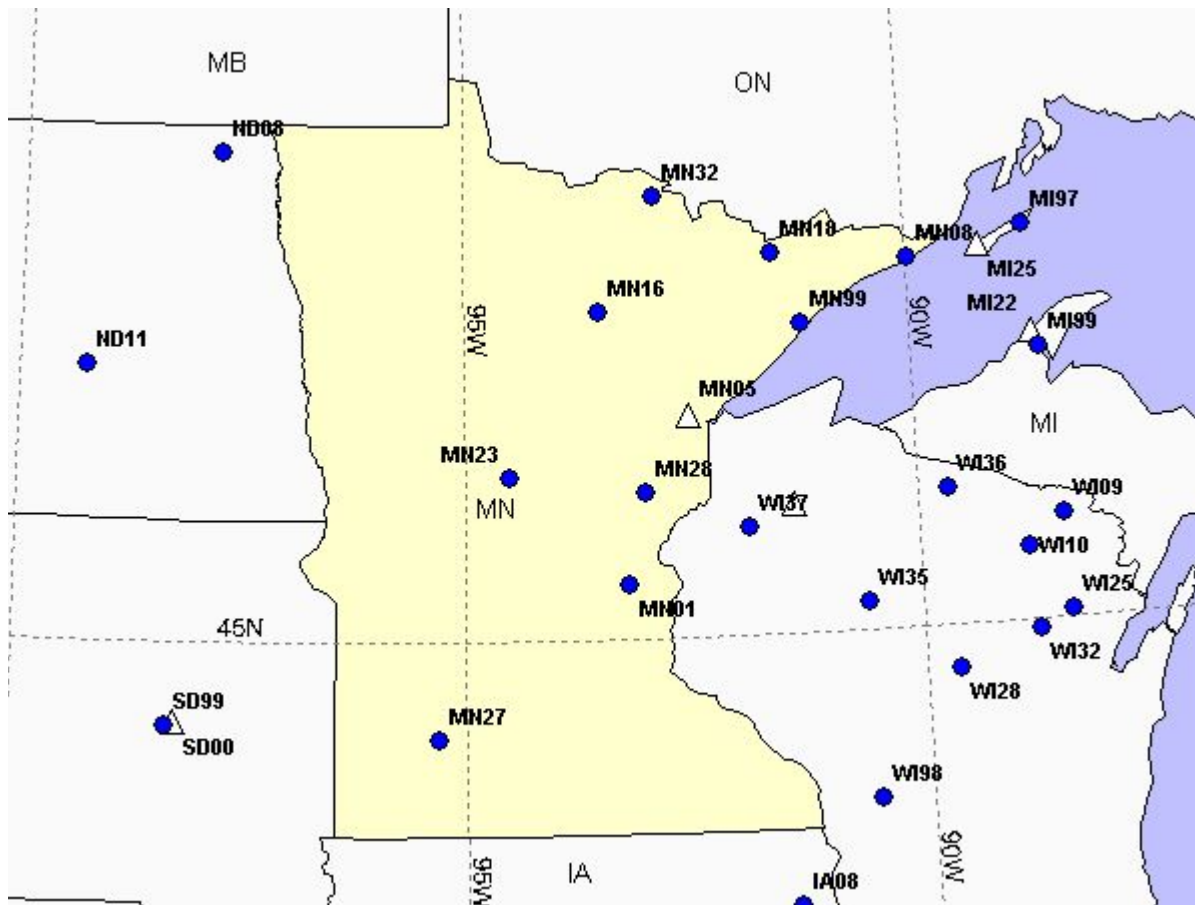 MB
ON
ND08
MN32
MI97
MN18
MN08
MI25
MN16
MN99
MI22
95W
90W
MI99
ND11
MN05
MI
MN23
MN28
WI36
WI09
MN
WI37
WI10
WI35
MN01
WI25
45N
WI32
WI28
SD99
MN27
SD00
WI98
90W
95W
IA
IA08